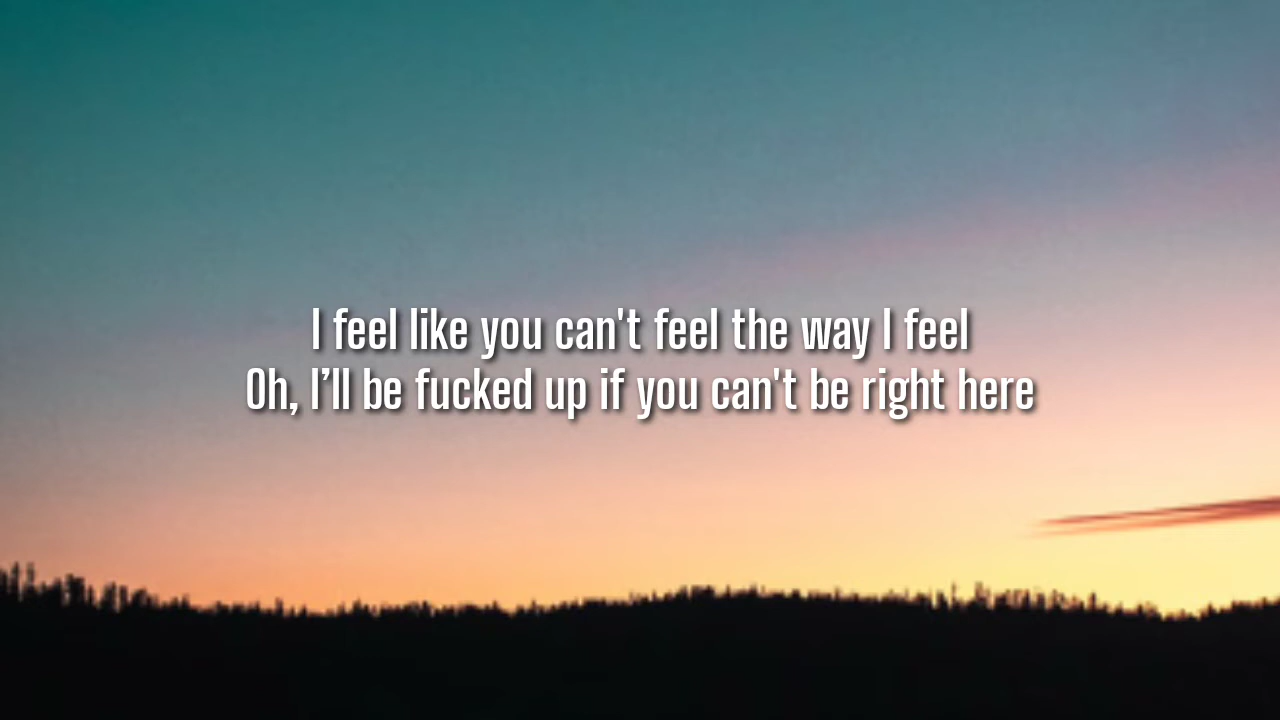 I feel like you can't feel the way I feel
Oh, I’ll be fucked up if you can't be right here